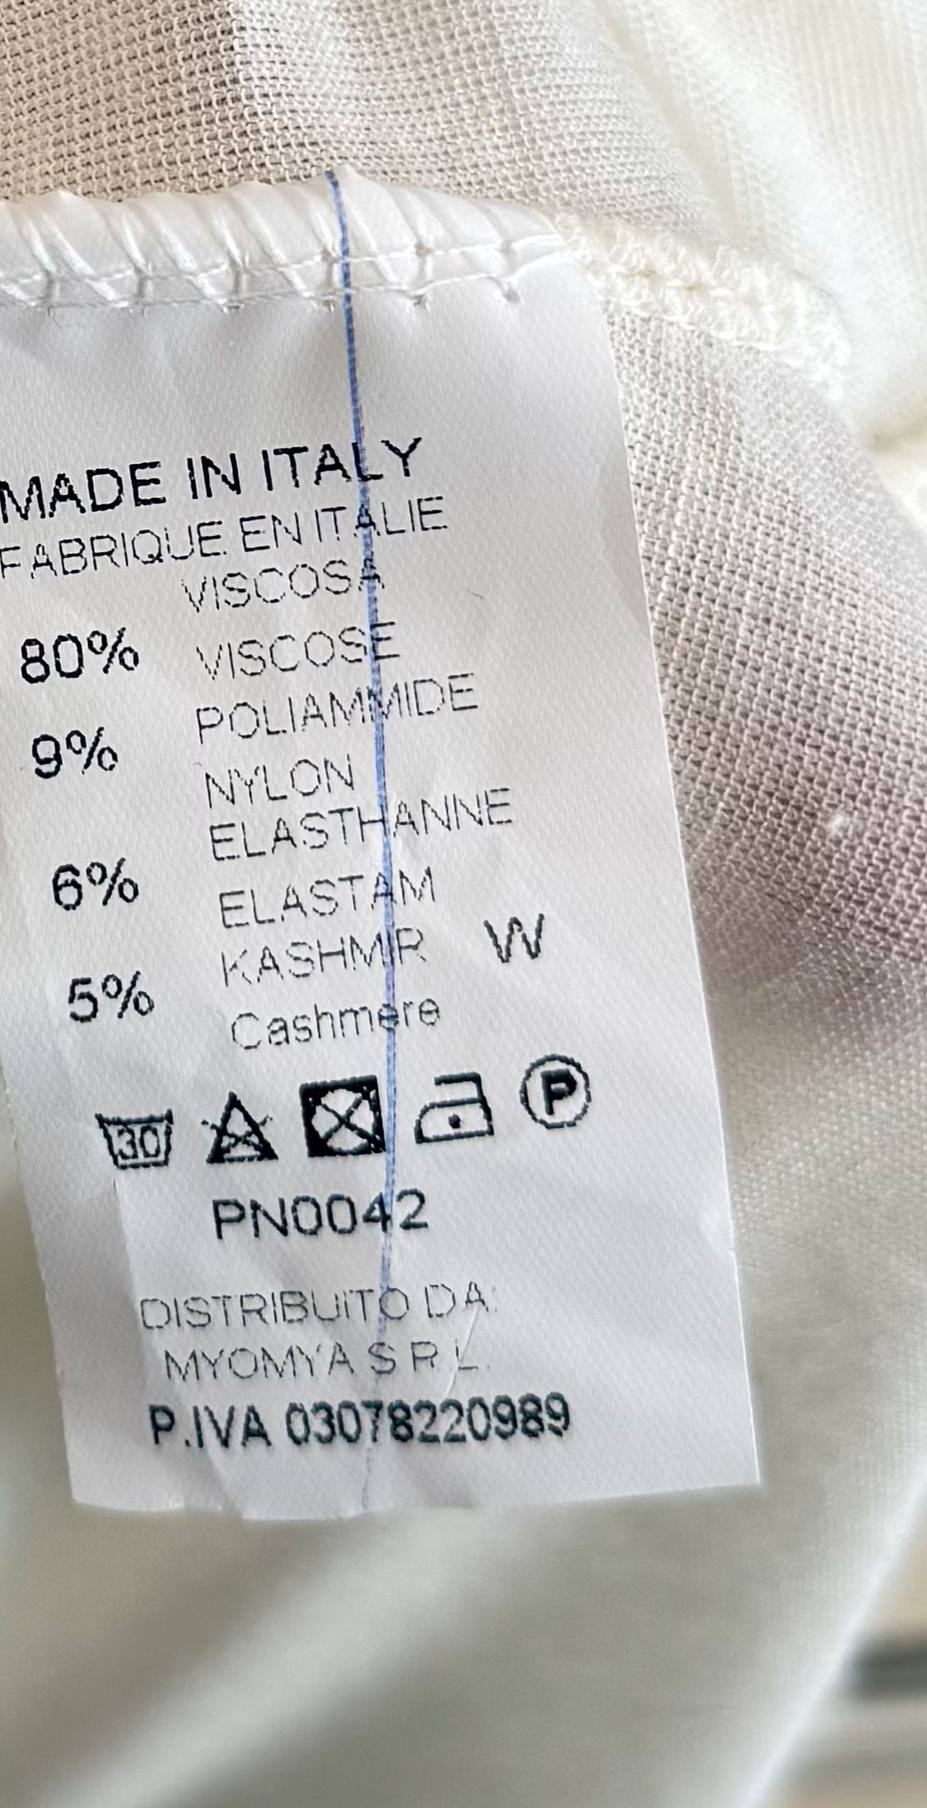 MADE IN ITALY
FABRIQUE EN ITALIE
VISCOSA
80% VISCOSE
POLIAMMIDE
9%
NYLON
ELASTHANNE
6% ELASTAM
KASHMIR W
5% Cashmere
30 P
PN0042
DISTRIBUITO DA:
MYOMYA S R L.
P.IVA 03078220989